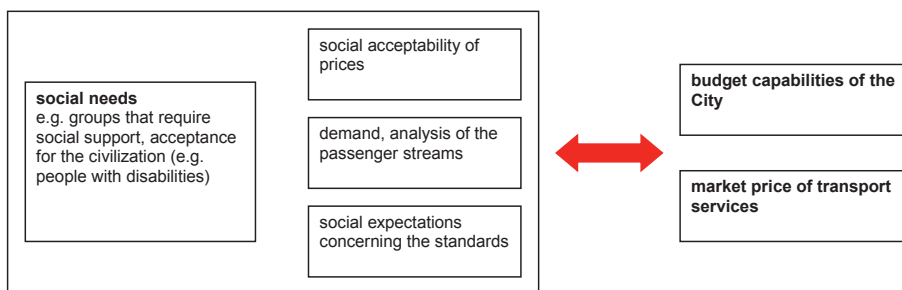 social needs
e.g. groups that require
social support, acceptance
for the civilization (e.g.
people with disabilities)
social acceptability of
prices
demand, analysis of the
passenger streams
social expectations
concerning the standards
budget capabilities of the
City
market price of transport
services